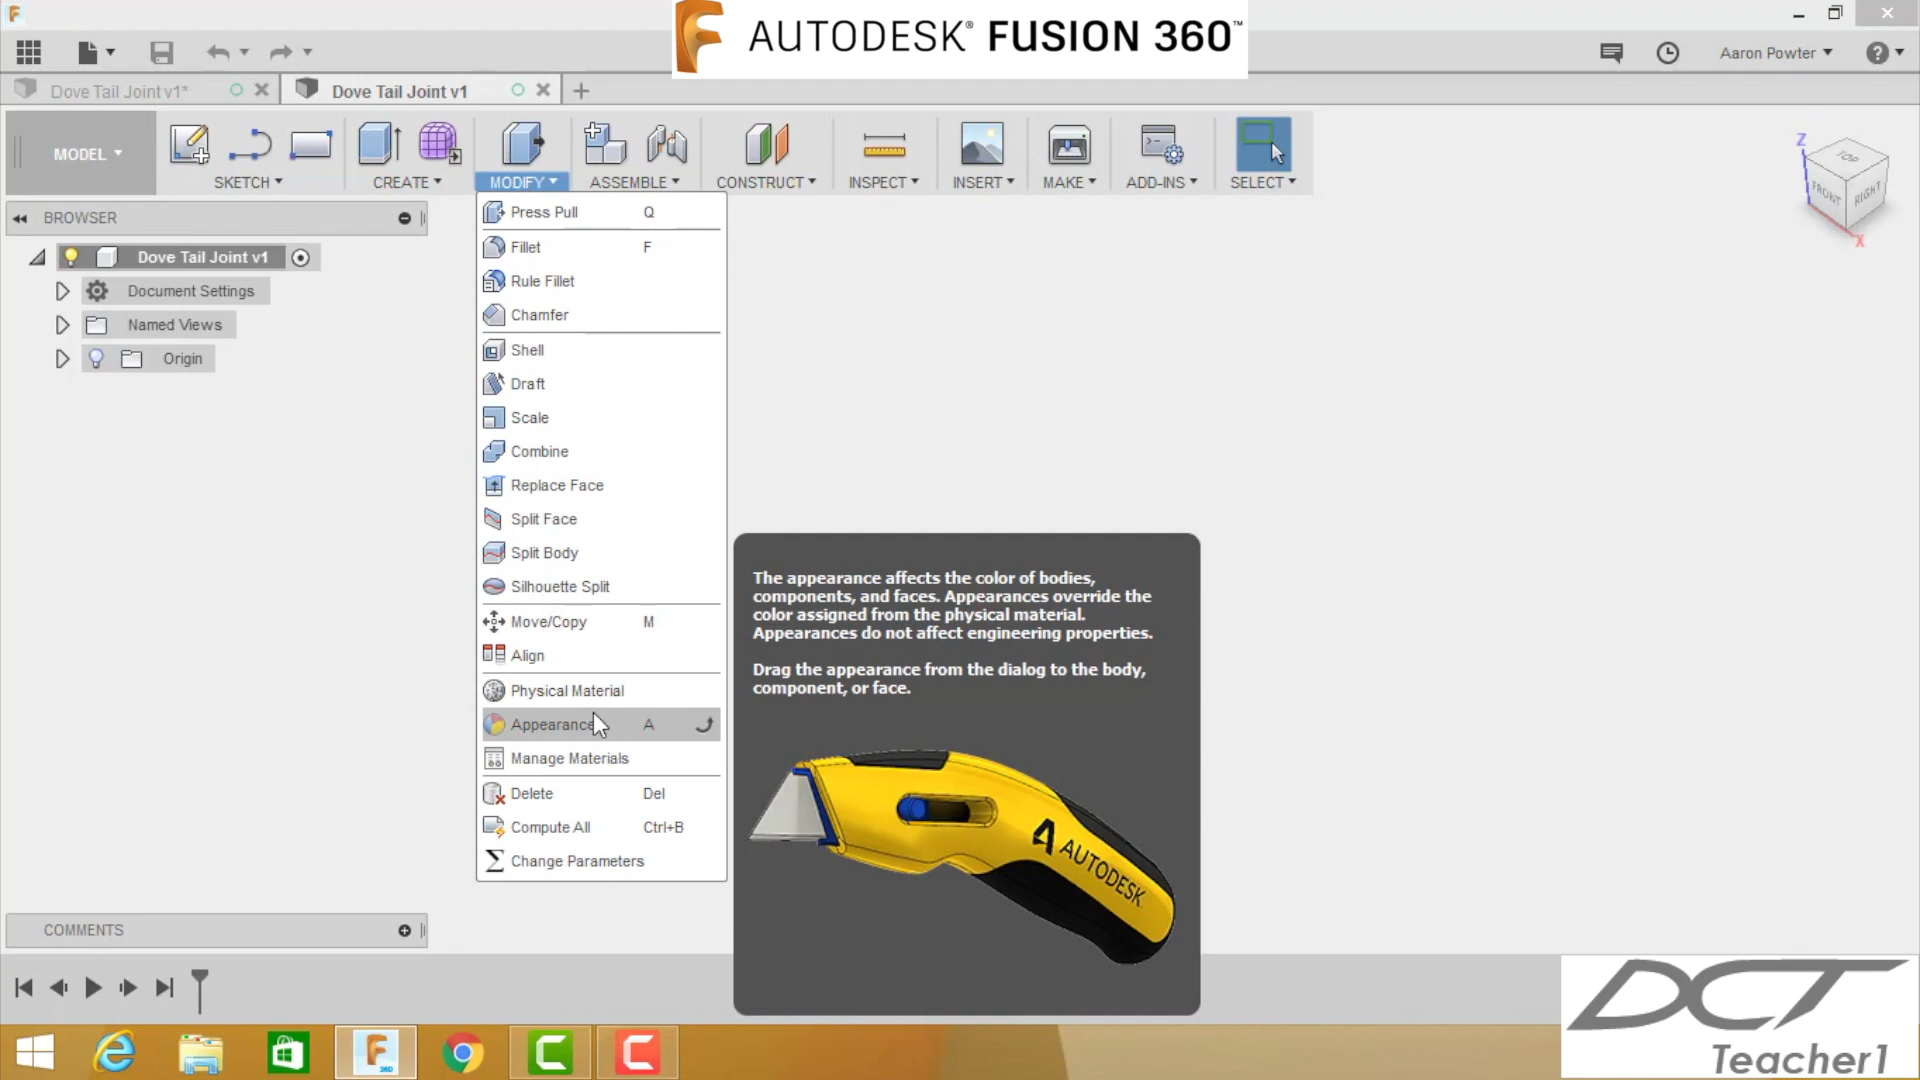 AUTODESK® FUSION 360™
Aaron Powter
Dove Tail Joint v1*
Dove Tail Joint v1
MODEL
SKETCH
CREATE
MODIFY
ASSEMBLE
CONSTRUCT
INSPECT
INSERT
MAKE
ADD-INS
SELECT
Z
TOP
FRONT
RIGHT
X
BROWSER
Dove Tail Joint v1
Document Settings
Named Views
Origin
Press Pull Q
Fillet F
Rule Fillet
Chamfer
Shell
Draft
Scale
Combine
Replace Face
Split Face
Split Body
Silhouette Split
Move/Copy M
Align
Physical Material
Appearance A
Manage Materials
Delete Del
Compute All Ctrl+B
Change Parameters
The appearance affects the color of bodies,
components, and faces. Appearances override the
color assigned from the physical material.
Appearances do not affect engineering properties.
Drag the appearance from the dialog to the body,
component, or face.
AUTODESK
COMMENTS
360
DCT
Teacher1